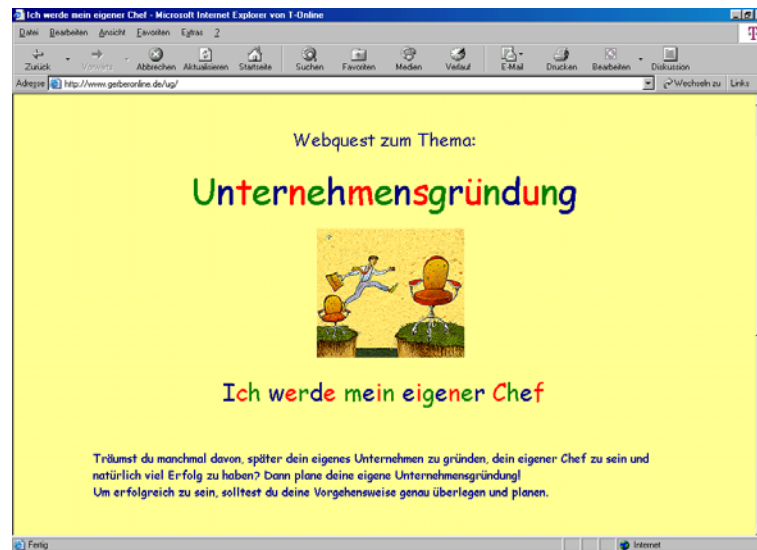 Ich werde mein eigener Chef - Microsoft Internet Explorer von T-Online
Datei Bearbeiten Ansicht Favoriten Extras ?
Zurück Vorwärts Abbrechen Aktualisieren Startseite Suchen Favoriten Medien Verlauf E-Mail Drucken Bearbeiten Diskussion
Adresse http://www.gerberonline.de/ug/ Wechseln zu Links
Webquest zum Thema:
Unternehmensgründung
Ich werde mein eigener Chef
Träumst du manchmal davon, später dein eigenes Unternehmen zu gründen, dein eigener Chef zu sein und
natürlich viel Erfolg zu haben? Dann plane deine eigene Unternehmensgründung!
Um erfolgreich zu sein, solltest du deine Vorgehensweise genau überlegen und planen.
Fertig Internet